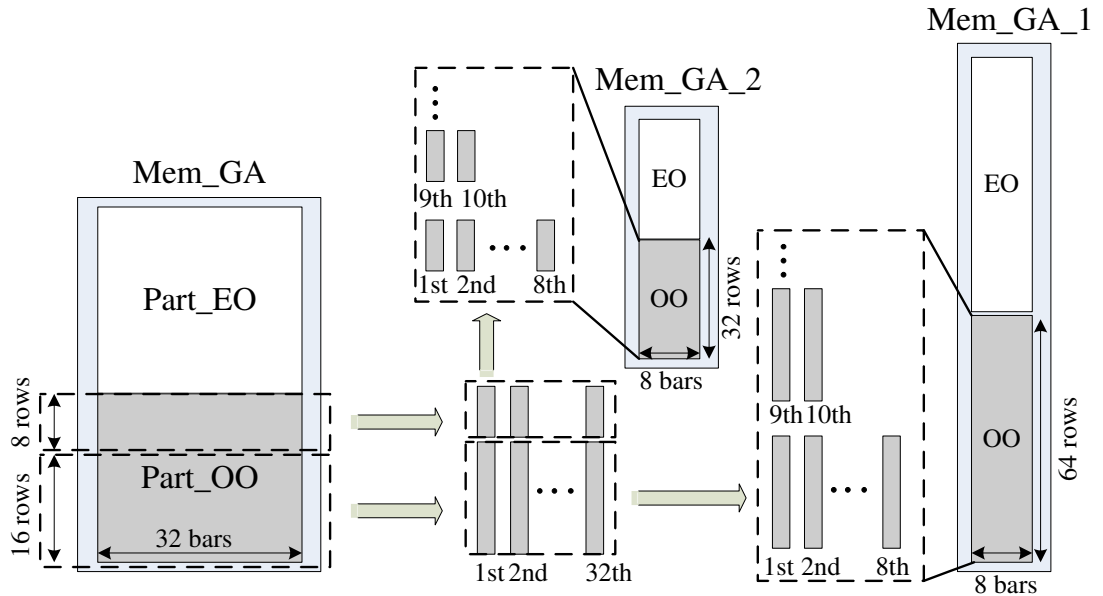 Mem_GA_1
Mem_GA_2
Mem_GA
EO
EO
9th 10th
1st 2nd ••• 8th
OO
32 rows
8 bars
Part_EO
8 rows
Part_OO
16 rows
32 bars
1st 2nd ••• 32th
9th 10th
1st 2nd ••• 8th
OO
64 rows
8 bars